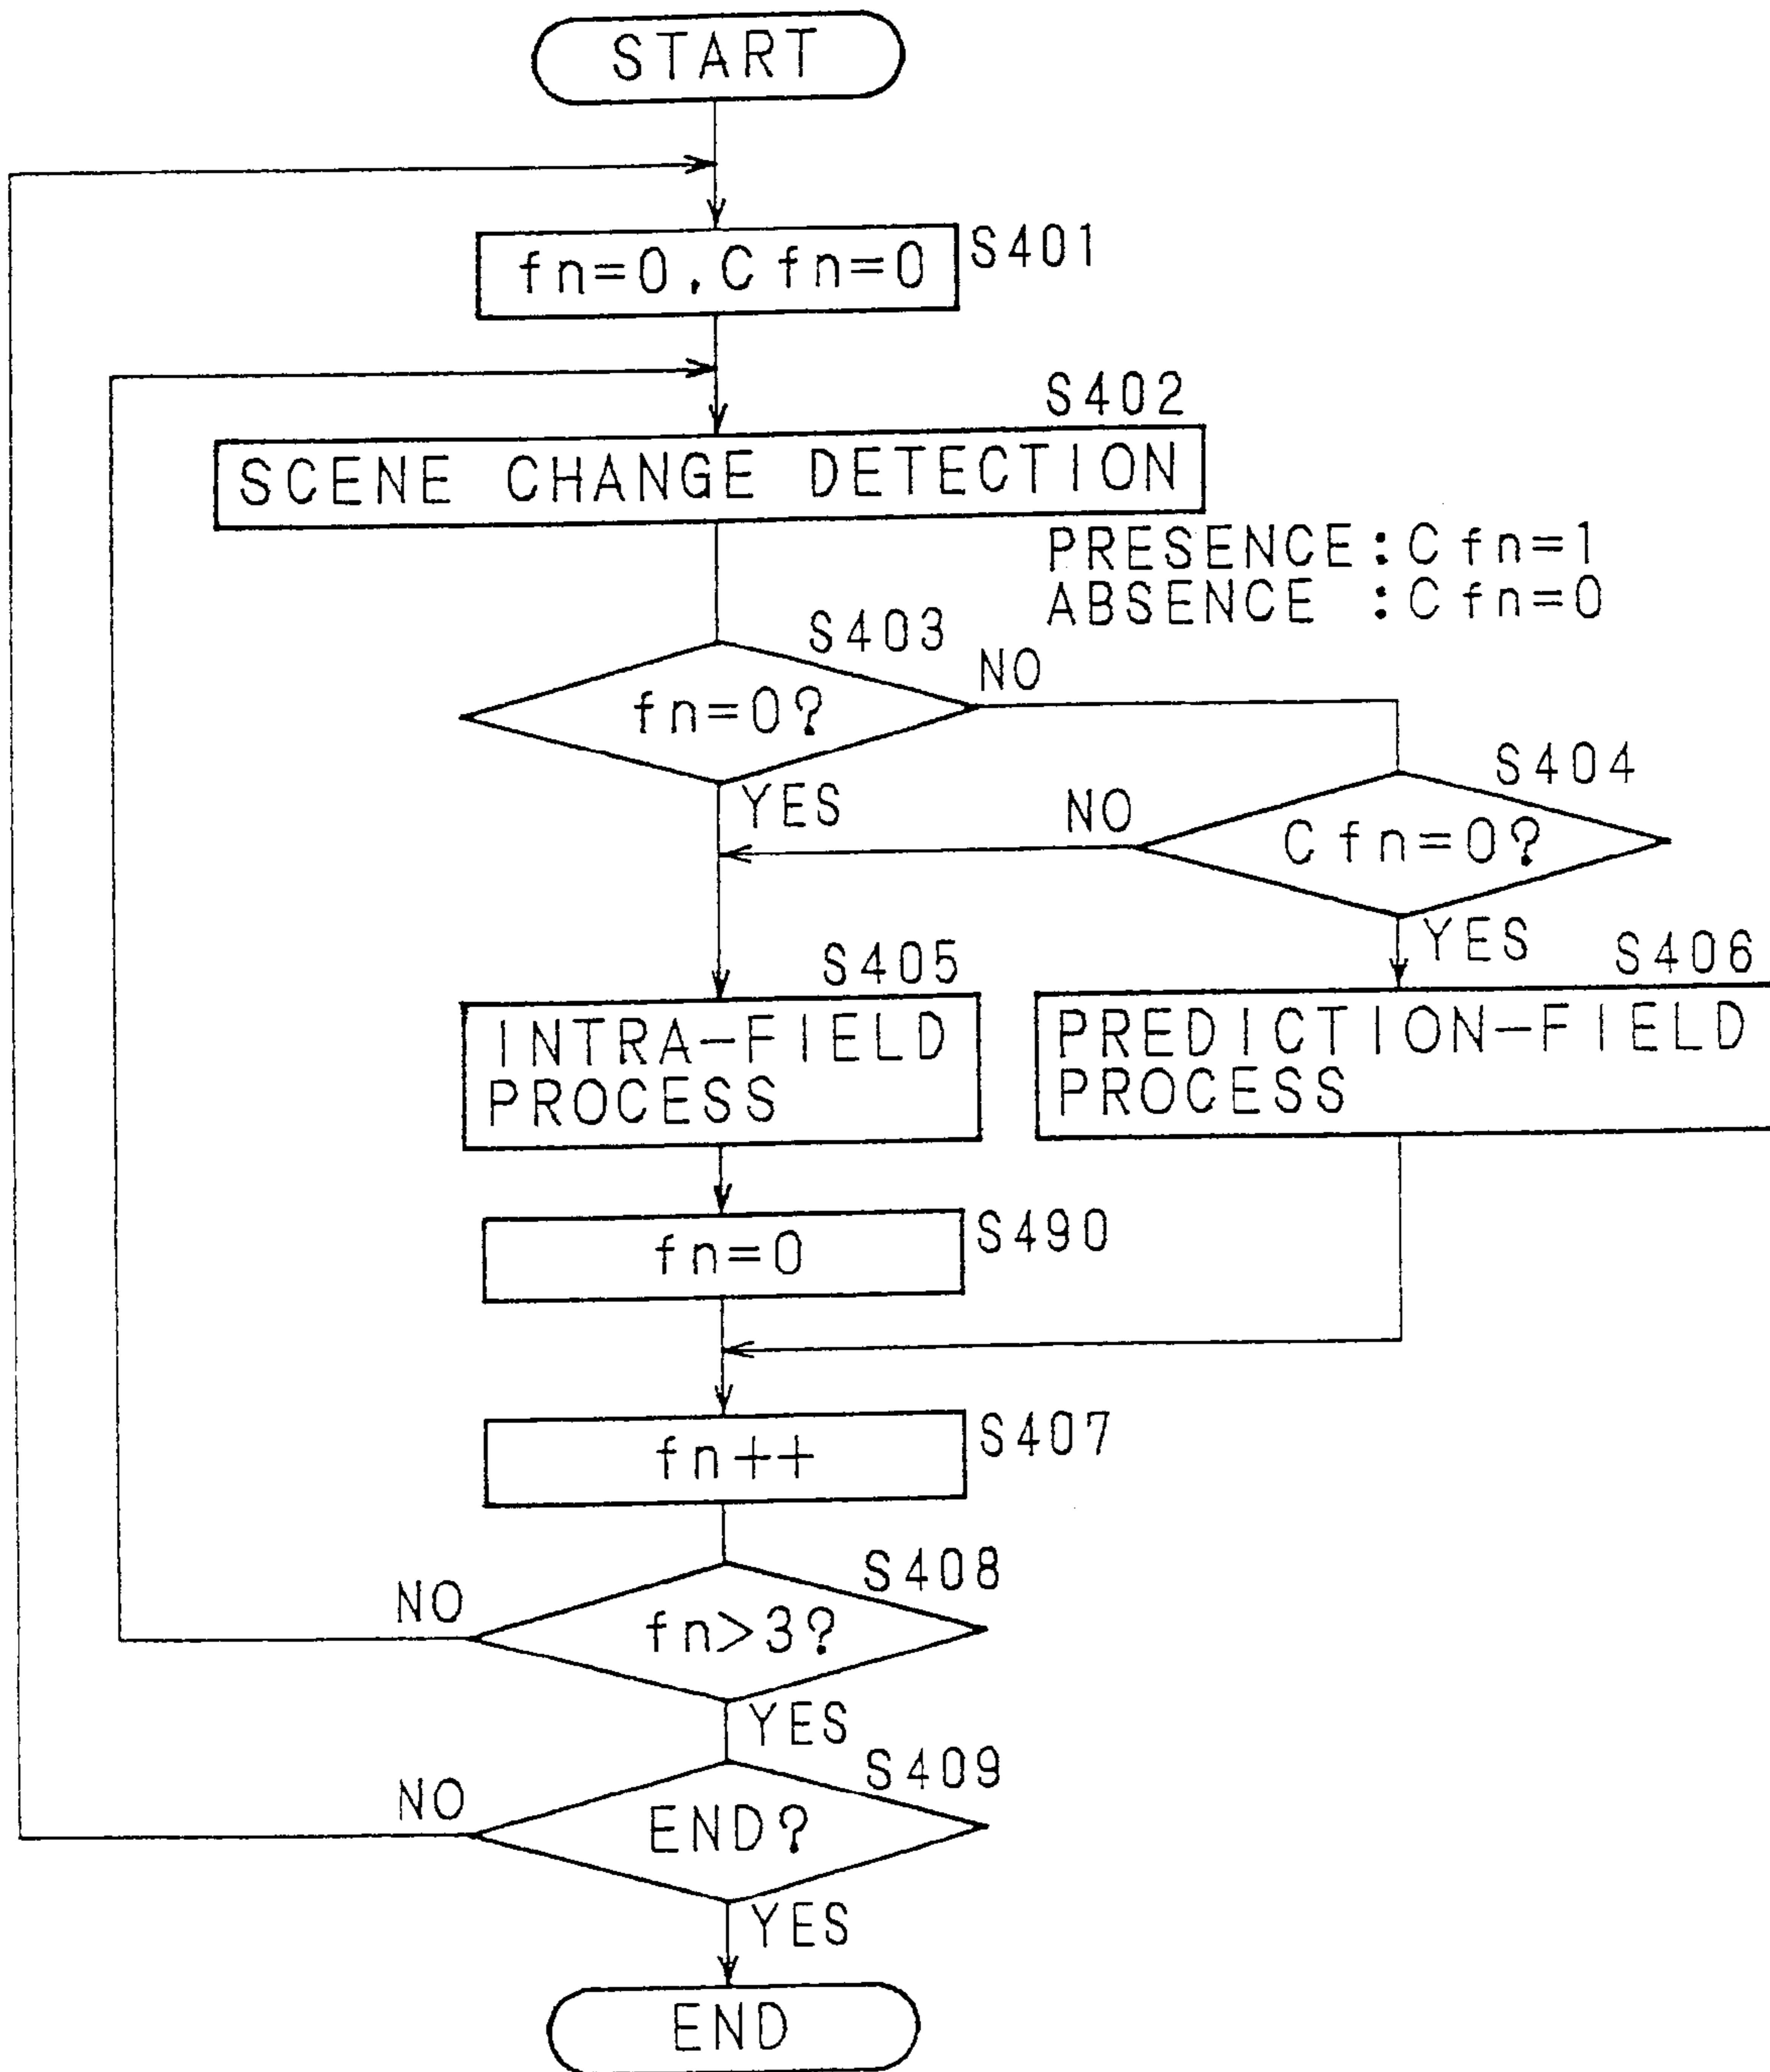 START
fn=0, Cfn=0
S401
S402
SCENE CHANGE DETECTION
PRESENCE:Cfn=1
ABSENCE :Cfn=0
S403
fn=0?
NO
YES
S404
Cfn=0?
NO
YES
S405
INTRA-FIELD
PROCESS
S406
PREDICTION-FIELD
PROCESS
fn=0
S490
fn++
S407
S408
fn>3?
NO
YES
S409
END?
NO
YES
END